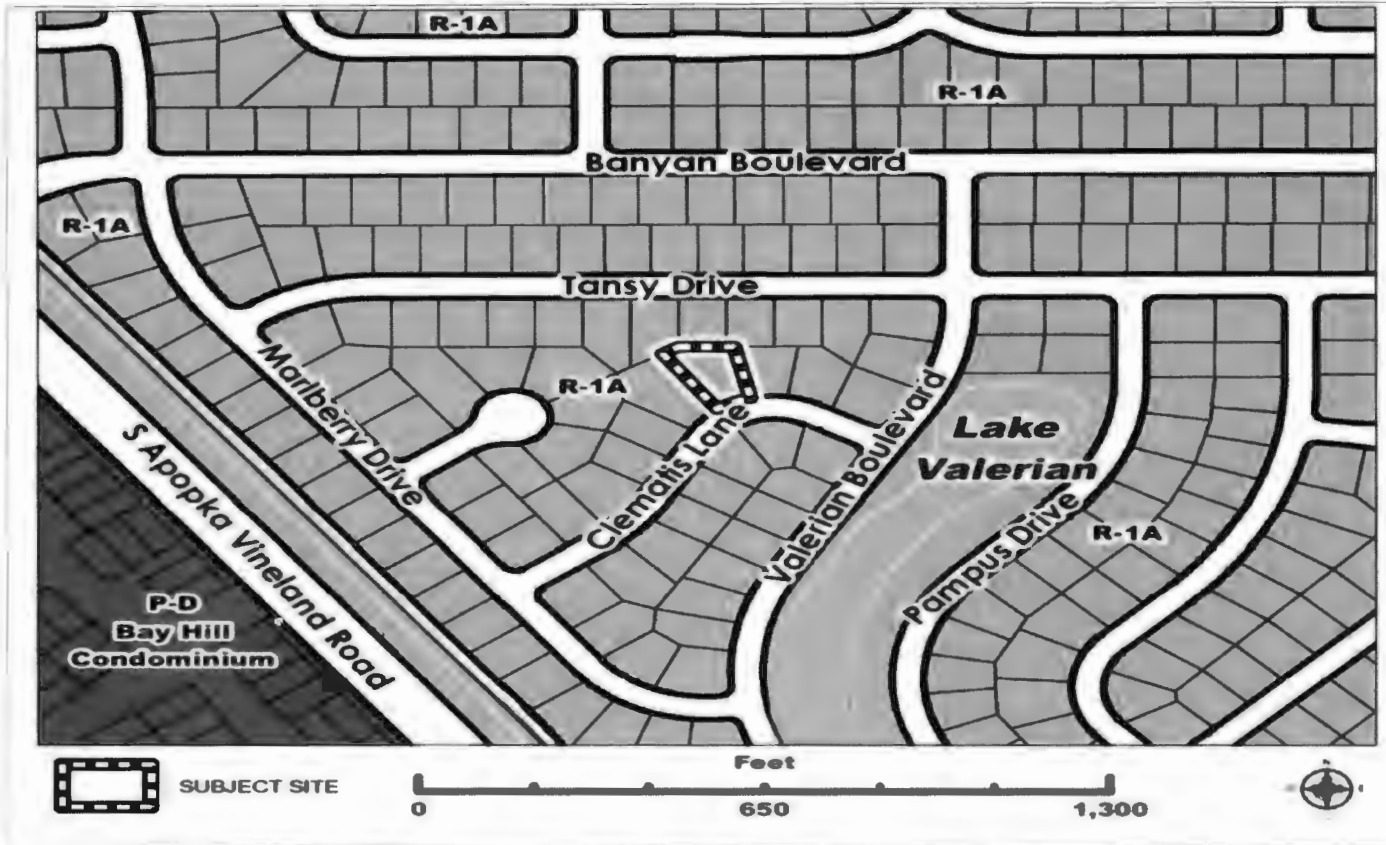 R-1A
R-1A
Banyan Boulevard
R-1A
Tansy Drive
Marlberry Drive
R-1A
Clematis Lane
Valerian Boulevard
Lake
Valerian
Pampus Drive
R-1A
S Apopka Vineland Road
P-D
Bay Hill
Condominium
SUBJECT SITE
Feet
0
650
1,300